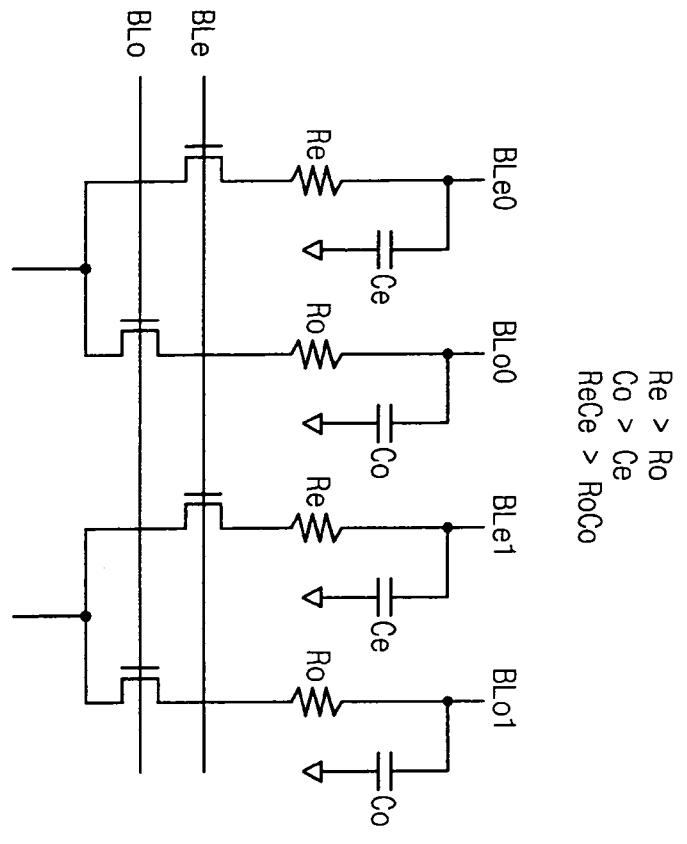 Re > Ro
Co > Ce
ReCe > RoCo
BLe0
BLo0
BLe1
BLo1
Ce
Co
Ce
Co
Re
Ro
Re
Ro
BLe
BLo